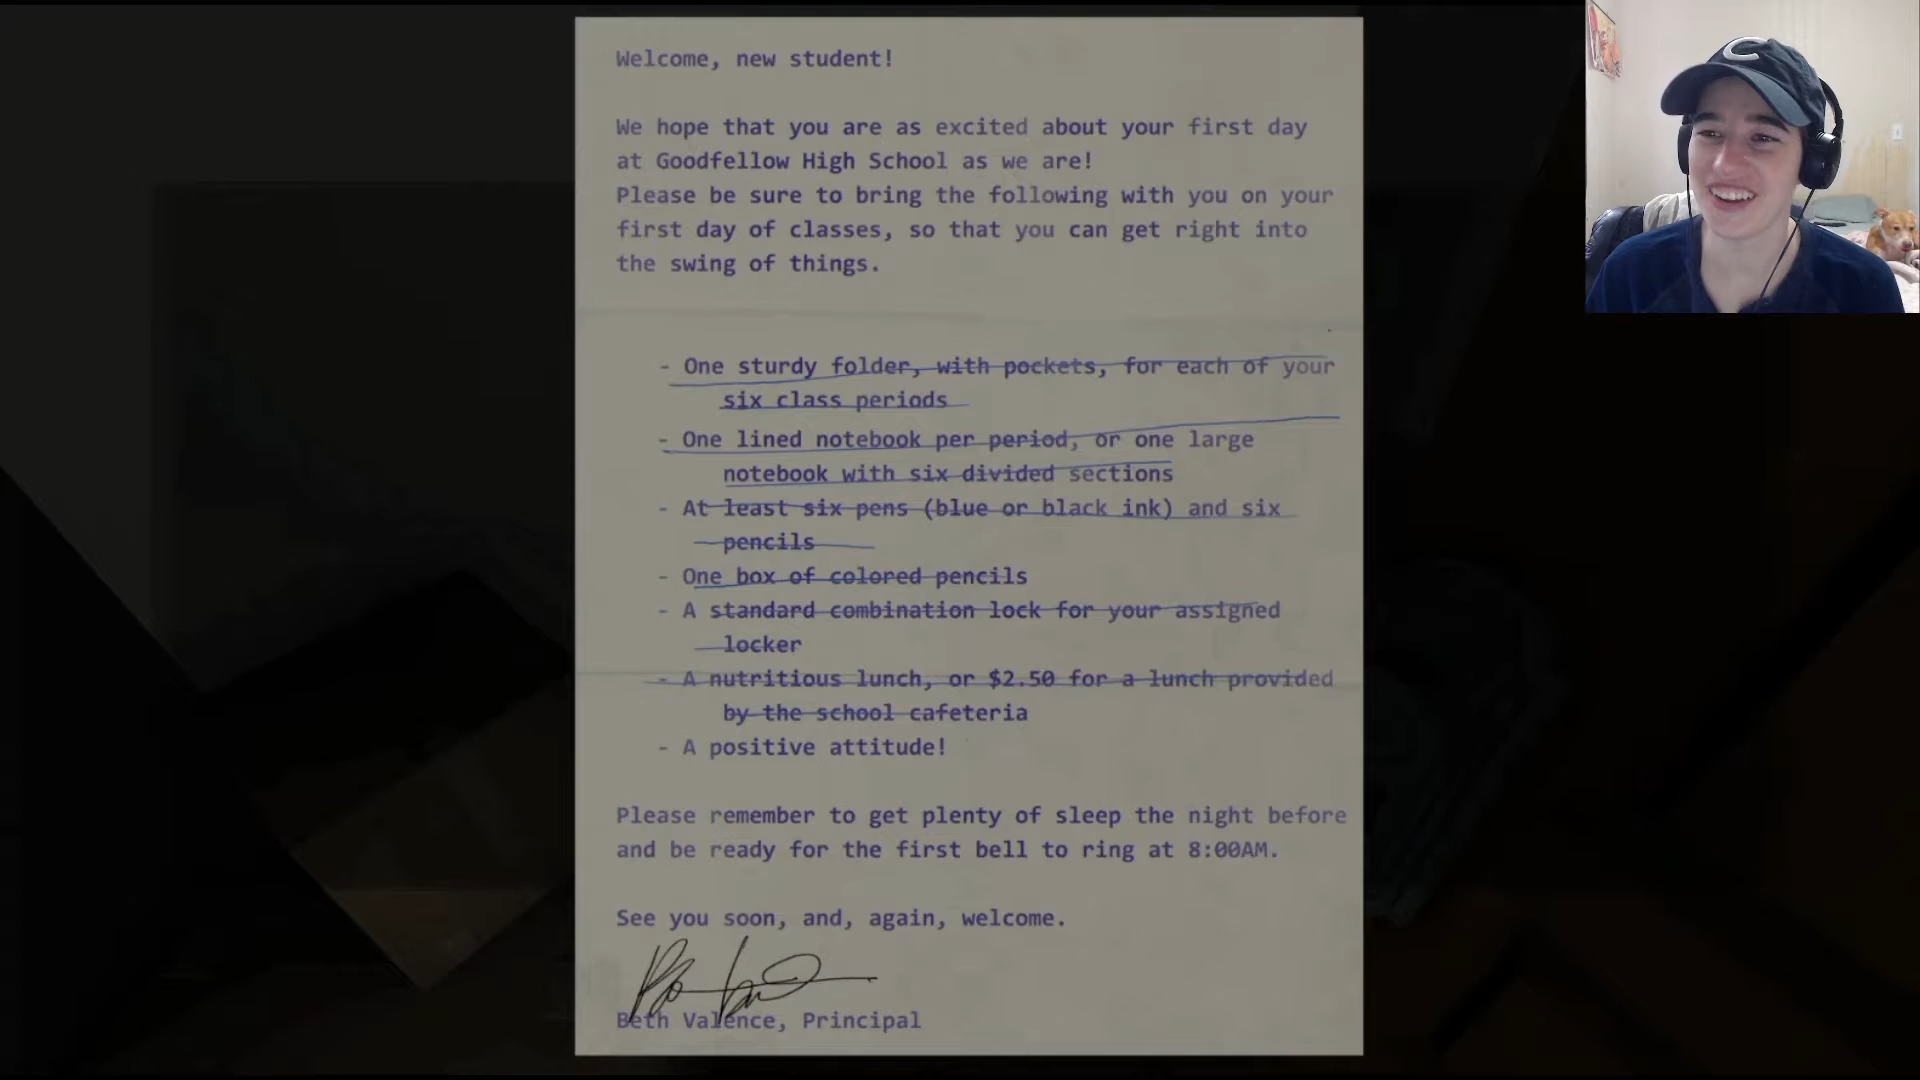 Welcome, new student!
We hope that you are as excited about your first day
at Goodfellow High School as we are!
Please be sure to bring the following with you on your
first day of classes, so that you can get right into
the swing of things.
- One sturdy folder, with pockets, for each of your
six class periods
- One lined notebook per period, or one large
notebook with six divided sections
- At least six pens (blue or black ink) and six
pencils
- One box of colored pencils
- A standard combination lock for your assigned
locker
- A nutritious lunch, or $2.50 for a lunch provided
by the school cafeteria
- A positive attitude!
Please remember to get plenty of sleep the night before
and be ready for the first bell to ring at 8:00AM.
See you soon, and, again, welcome.
Beth Valence, Principal